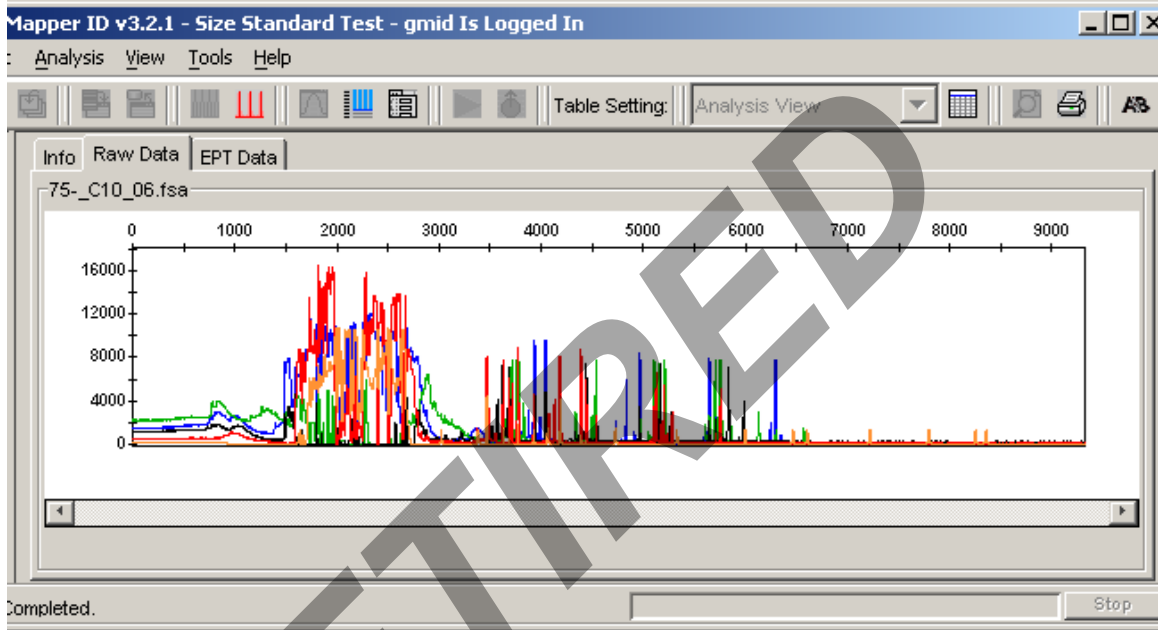 Mapper ID v3.2.1 - Size Standard Test - gmid Is Logged In
Analysis View Tools Help
Table Setting: Analysis View
Info Raw Data EPT Data
75-_C10_06.fsa
0 1000 2000 3000 4000 5000 6000 7000 8000 9000
16000
12000
8000
4000
0
RETIRED
Completed.
Stop